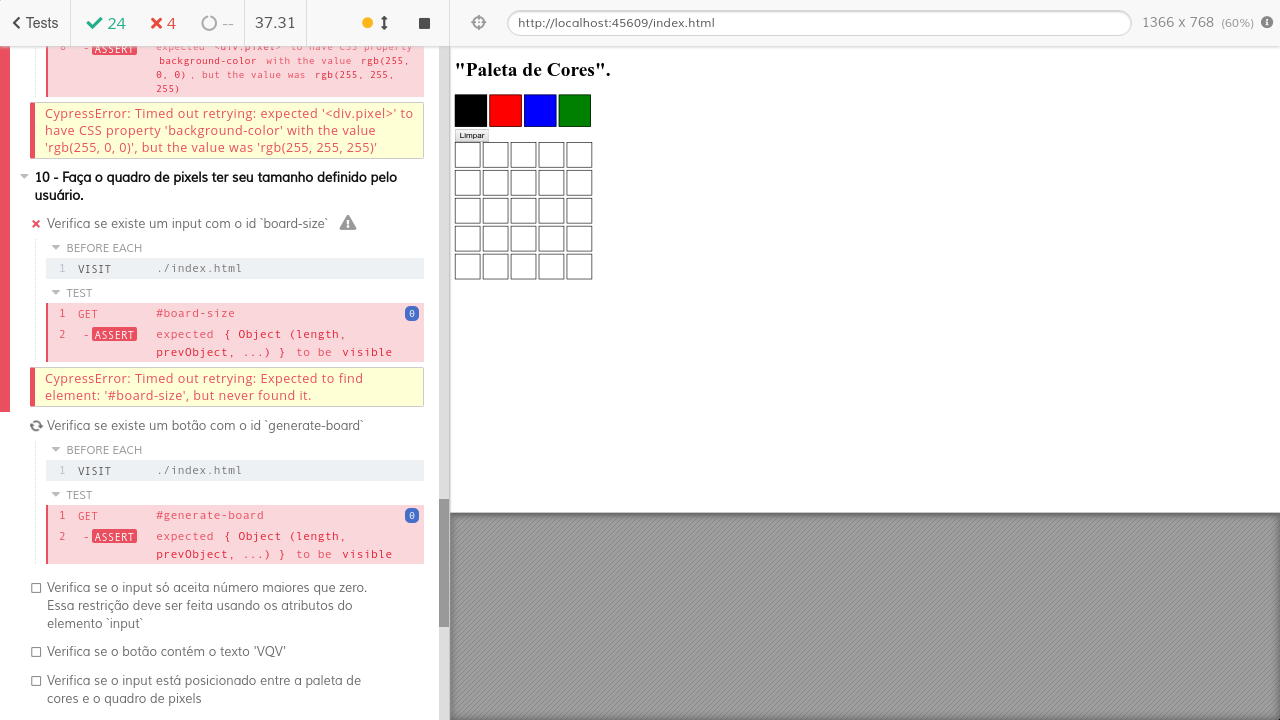 Tests
24
4
--
37.31
http://localhost:45609/index.html
1366 x 768 (60%)
8 - ASSERT expected <div.pixel> to have CSS property
background-color with the value rgb(255,
0, 0) , but the value was rgb(255, 255,
255)
CypressError: Timed out retrying: expected '<div.pixel>' to
have CSS property 'background-color' with the value
'rgb(255, 0, 0)', but the value was 'rgb(255, 255, 255)'
10 - Faça o quadro de pixels ter seu tamanho definido pelo
usuário.
Verifica se existe um input com o id `board-size`
BEFORE EACH
1 VISIT ./index.html
TEST
1 GET #board-size 0
2 - ASSERT expected { Object (length,
prevObject, ...) } to be visible
CypressError: Timed out retrying: Expected to find
element: '#board-size', but never found it.
Verifica se existe um botão com o id `generate-board`
BEFORE EACH
1 VISIT ./index.html
TEST
1 GET #generate-board 0
2 - ASSERT expected { Object (length,
prevObject, ...) } to be visible
Verifica se o input só aceita número maiores que zero.
Essa restrição deve ser feita usando os atributos do
elemento `input`
Verifica se o botão contém o texto 'VQV'
Verifica se o input está posicionado entre a paleta de
cores e o quadro de pixels
"Paleta de Cores".
Limpar